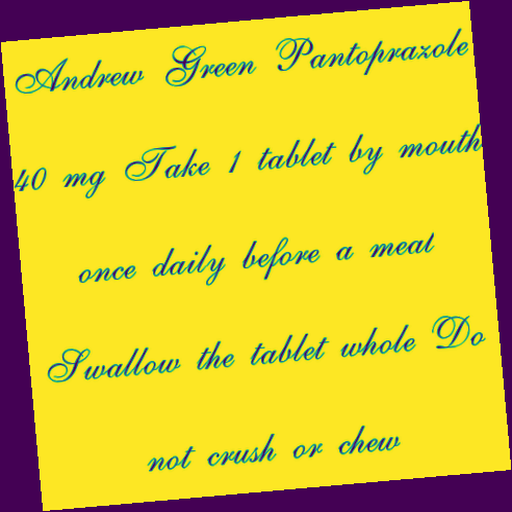 Andrew Green Pantoprazole
40 mg Take 1 tablet by mouth
once daily before a meal
Swallow the tablet whole Do
not crush or chew